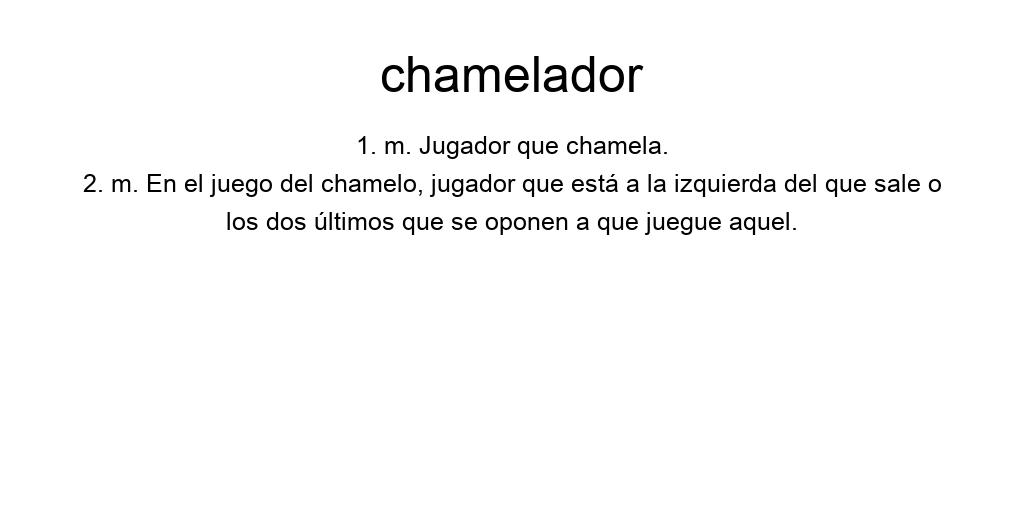 chamelador
1. m. Jugador que chamela.
2. m. En el juego del chamelo, jugador que está a la izquierda del que sale o
los dos últimos que se oponen a que juegue aquel.